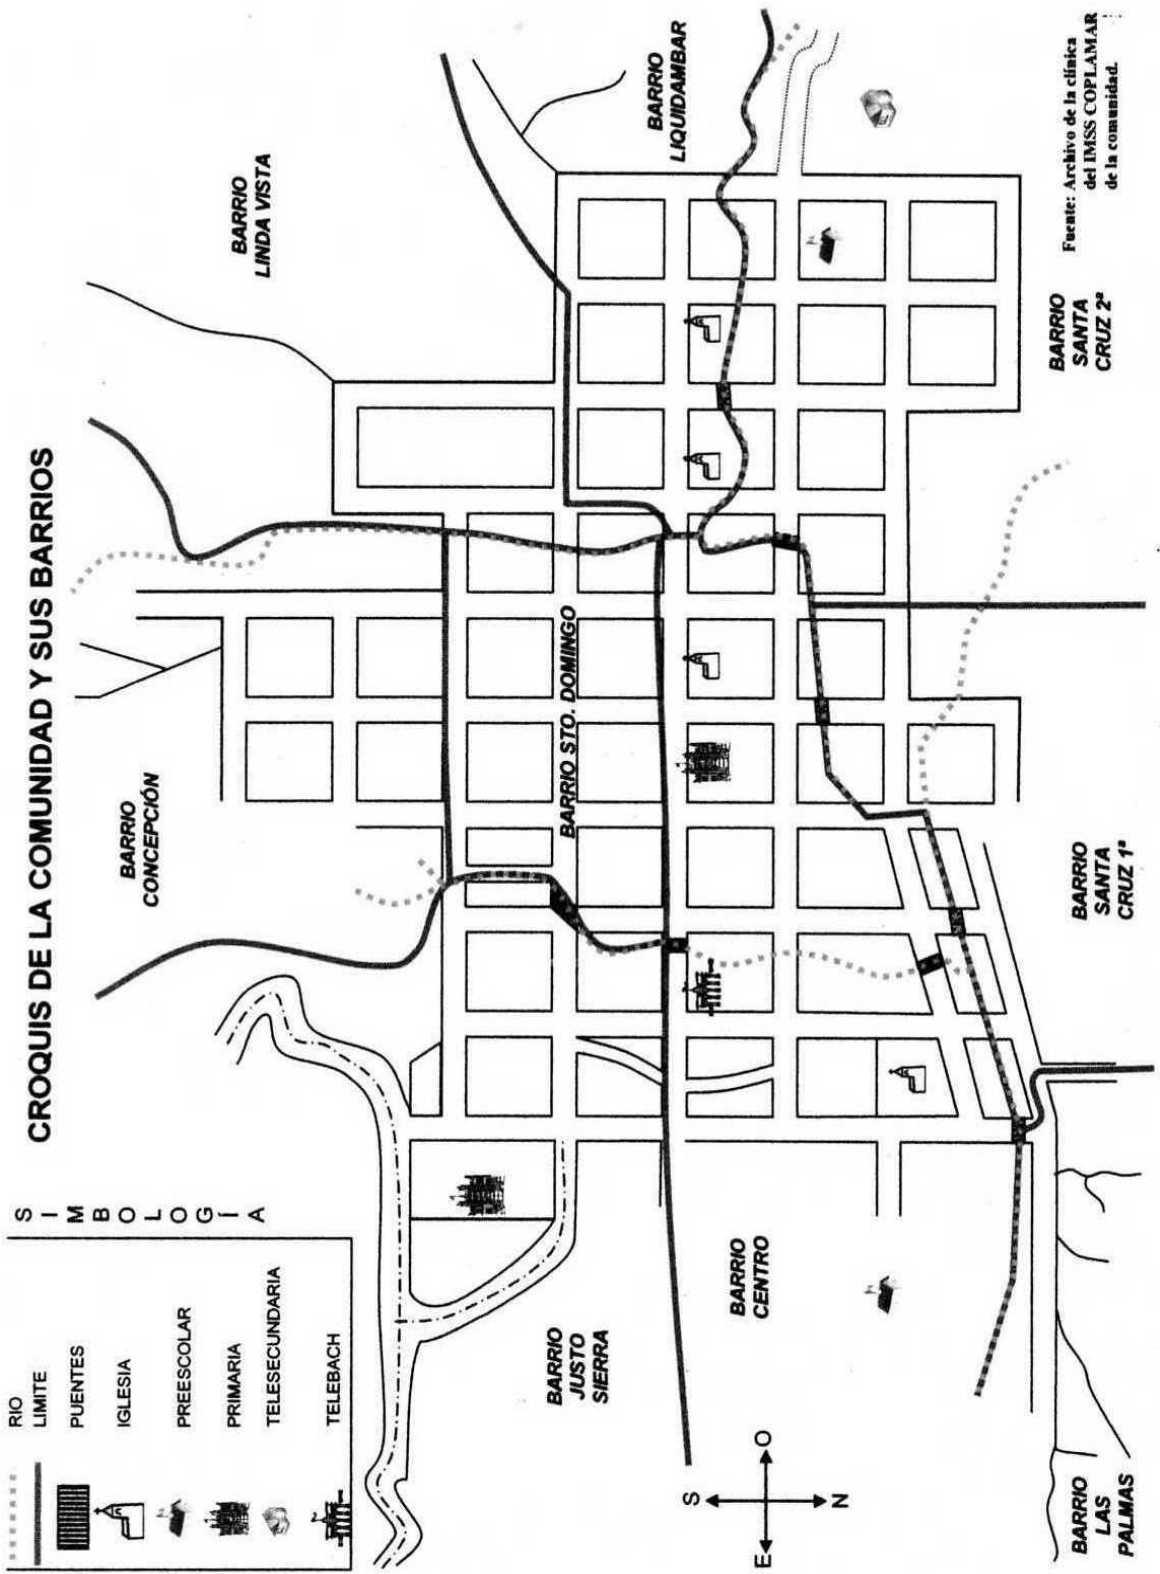 CROQUIS DE LA COMUNIDAD Y SUS BARRIOS
SIMBOLOGÍA
RIO
LIMITE
PUENTES
IGLESIA
PREESCOLAR
PRIMARIA
TELESECUNDARIA
TELEBACH
BARRIO
CONCEPCIÓN
BARRIO
LINDA VISTA
BARRIO
LIQUIDAMBAR
BARRIO STO. DOMINGO
BARRIO
JUSTO
SIERRA
BARRIO
CENTRO
BARRIO
SANTA
CRUZ 1ª
BARRIO
SANTA
CRUZ 2ª
BARRIO
LAS
PALMAS
S
E
O
N
Fuente: Archivo de la clínica
del IMSS COPLAMAR
de la comunidad.